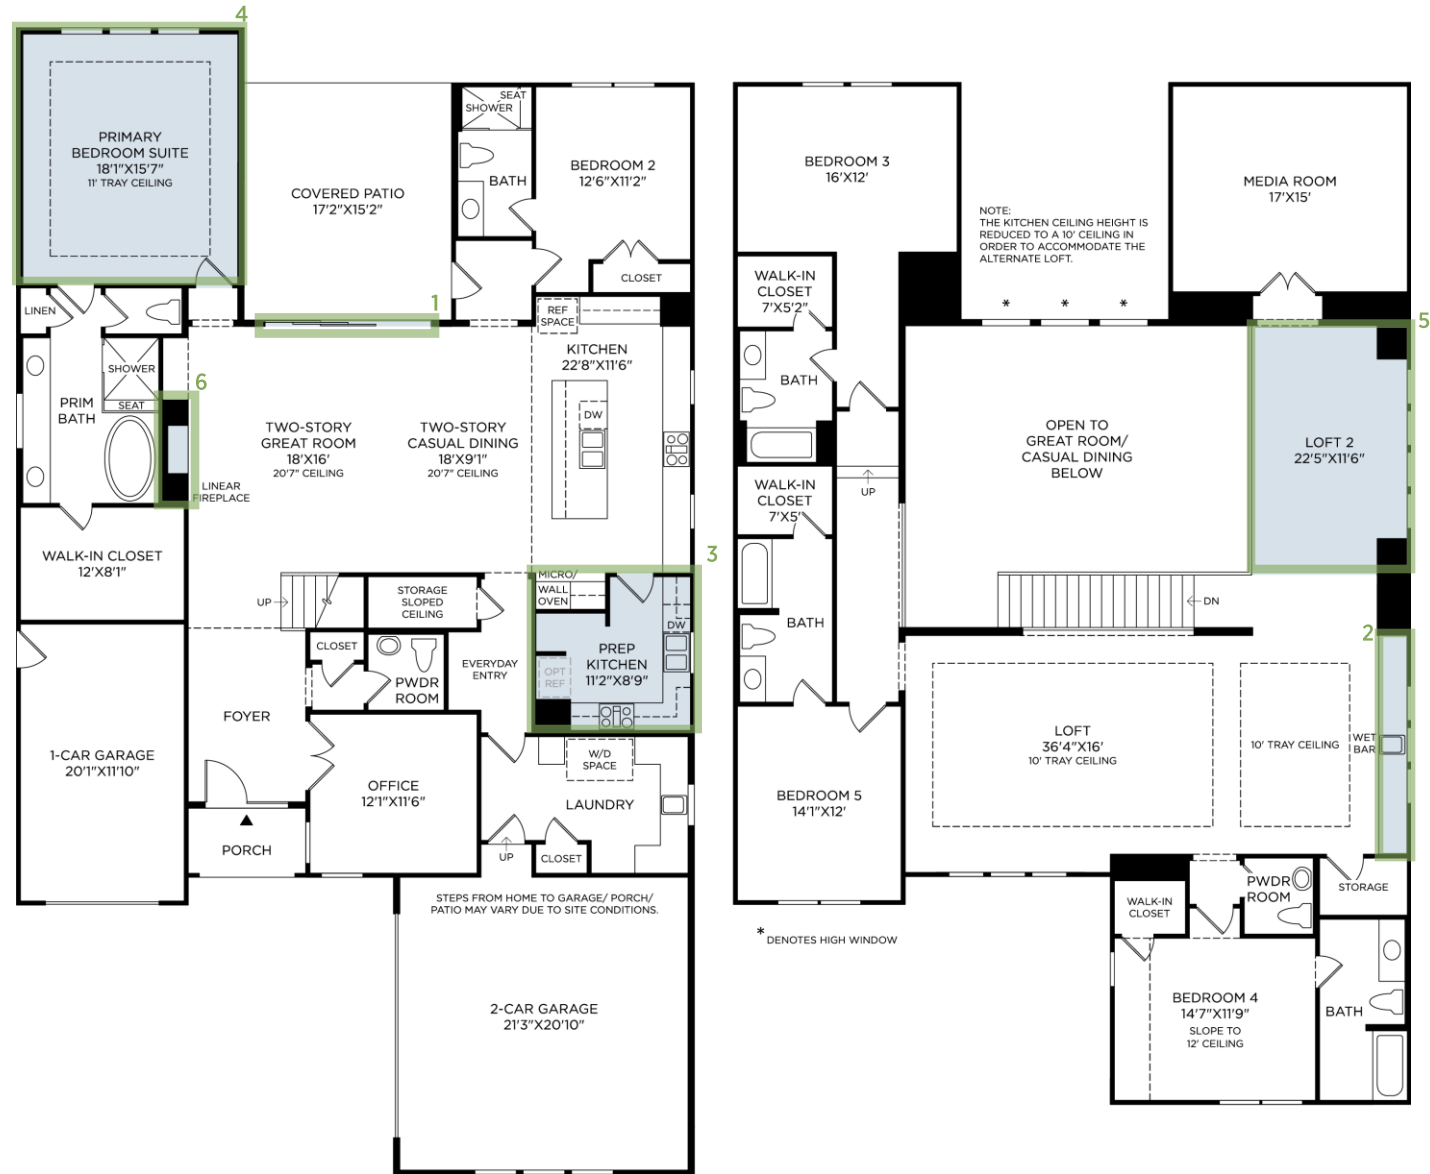 4
PRIMARY
BEDROOM SUITE
18'1"X15'7"
11' TRAY CEILING
COVERED PATIO
17'2"X15'2"
SEAT
SHOWER
BATH
BEDROOM 2
12'6"X11'2"
CLOSET
LINEN
1
REF
SPACE
KITCHEN
22'8"X11'6"
DW
SHOWER
SEAT
PRIM
BATH
6
LINEAR
FIREPLACE
TWO-STORY
GREAT ROOM
18'X16'
20'7" CEILING
TWO-STORY
CASUAL DINING
18'X9'1"
20'7" CEILING
WALK-IN CLOSET
12'X8'1"
3
MICRO/
WALL
OVEN
UP
STORAGE
SLOPED
CEILING
DW
PREP
KITCHEN
11'2"X8'9"
OPT
REF
CLOSET
PWDR
ROOM
EVERYDAY
ENTRY
FOYER
1-CAR GARAGE
20'1"X11'10"
OFFICE
12'1"X11'6"
W/D
SPACE
LAUNDRY
UP
CLOSET
PORCH
STEPS FROM HOME TO GARAGE/ PORCH/
PATIO MAY VARY DUE TO SITE CONDITIONS.
2-CAR GARAGE
21'3"X20'10"
BEDROOM 3
16'X12'
NOTE:
THE KITCHEN CEILING HEIGHT IS
REDUCED TO A 10' CEILING IN
ORDER TO ACCOMMODATE THE
ALTERNATE LOFT.
* * *
MEDIA ROOM
17'X15'
WALK-IN
CLOSET
7'X5'2"
BATH
5
OPEN TO
GREAT ROOM/
CASUAL DINING
BELOW
LOFT 2
22'5"X11'6"
UP
WALK-IN
CLOSET
7'X5'
BATH
DN
2
LOFT
36'4"X16'
10' TRAY CEILING
10' TRAY CEILING
WET
BAR
BEDROOM 5
14'1"X12'
PWDR
ROOM
STORAGE
WALK-IN
CLOSET
* DENOTES HIGH WINDOW
BEDROOM 4
14'7"X11'9"
SLOPE TO
12' CEILING
BATH